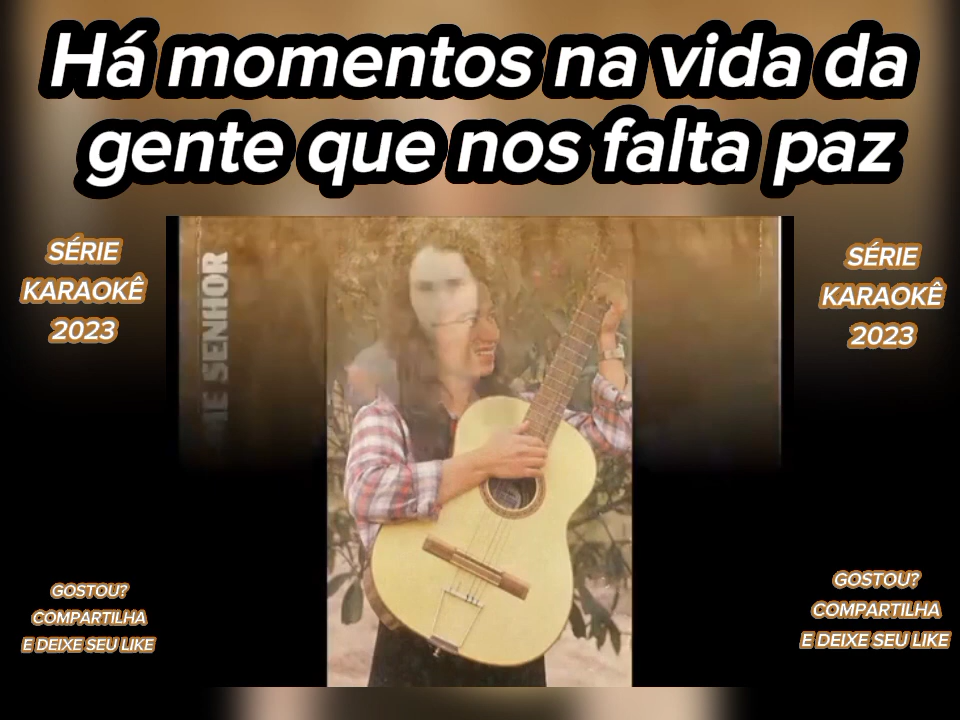 Há momentos na vida da
gente que nos falta paz
SÉRIE
KARAOKÊ
2023
SÉRIE
KARAOKÊ
2023
SENHOR
GOSTOU?
COMPARTILHA
E DEIXE SEU LIKE
GOSTOU?
COMPARTILHA
E DEIXE SEU LIKE